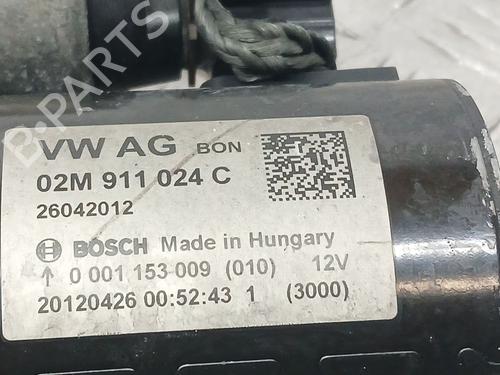 VW AG BON
02M 911 024 C
26042012
BOSCH Made in Hungary
↑ 0 001 153 009 (010) 12V
20120426 00:52:43 1 (3000)
B-PARTS